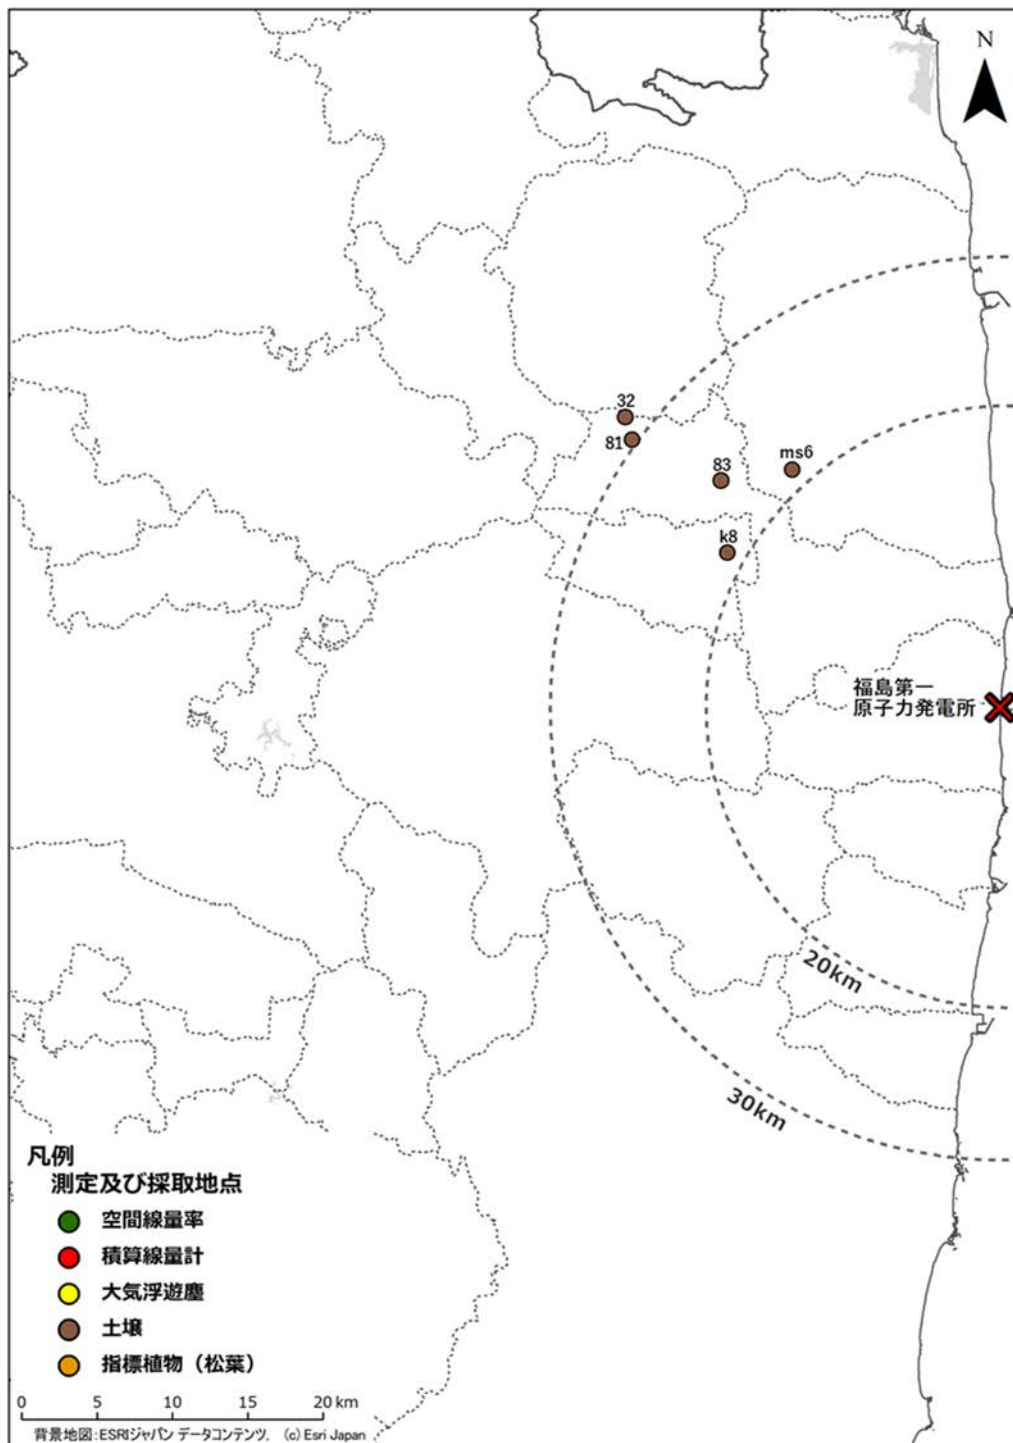 N
32
81
83
ms6
k8
福島第一
原子力発電所
20km
30km
凡例
測定及び採取地点
空間線量率
積算線量計
大気浮遊塵
土壌
指標植物（松葉）
0 5 10 15 20 km
背景地図:ESRIジャパン データコンテンツ, (c) Esri Japan